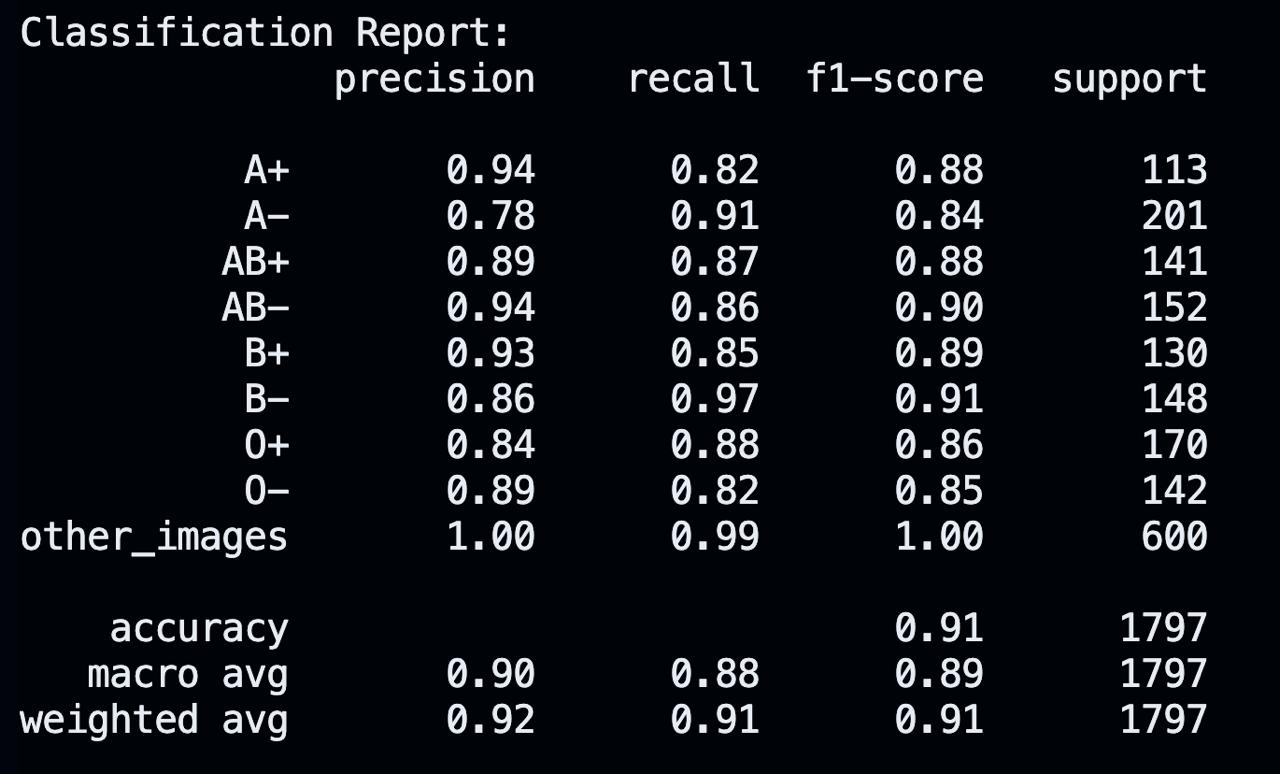 Classification Report:
precision recall f1-score support
A+ 0.94 0.82 0.88 113
A- 0.78 0.91 0.84 201
AB+ 0.89 0.87 0.88 141
AB- 0.94 0.86 0.90 152
B+ 0.93 0.85 0.89 130
B- 0.86 0.97 0.91 148
O+ 0.84 0.88 0.86 170
O- 0.89 0.82 0.85 142
other_images 1.00 0.99 1.00 600
accuracy 0.91 1797
macro avg 0.90 0.88 0.89 1797
weighted avg 0.92 0.91 0.91 1797